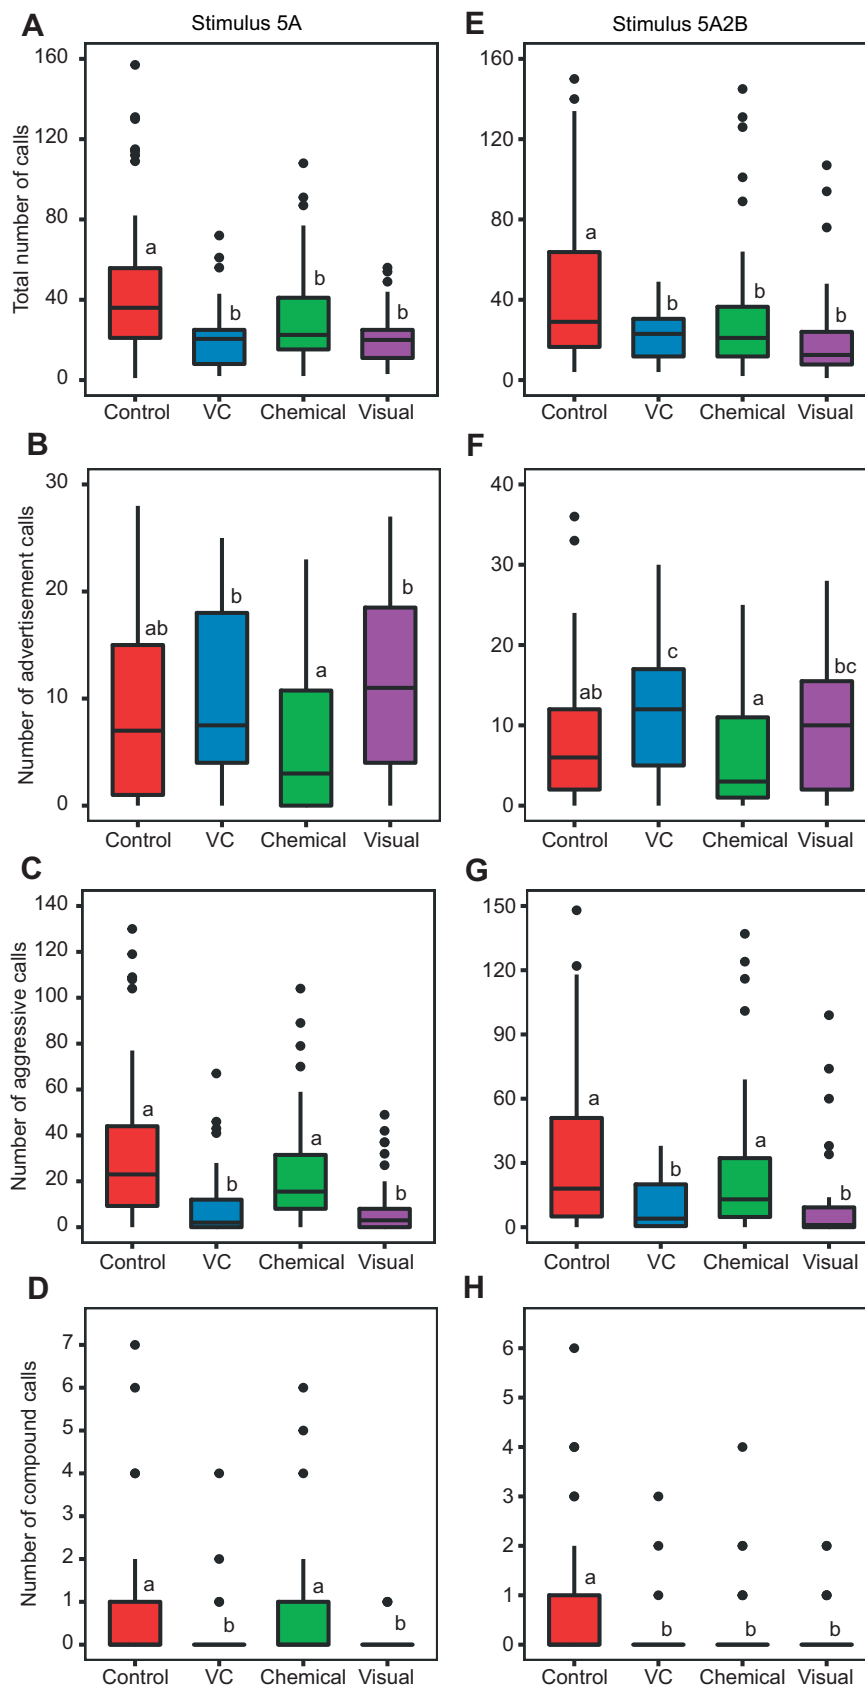 A Stimulus 5A
Total number of calls
160
120
80
40
0
a
b
b
b
Control VC Chemical Visual
E Stimulus 5A2B
160
120
80
40
0
a
b
b
b
Control VC Chemical Visual
B
Number of advertisement calls
30
20
10
0
ab
b
a
b
Control VC Chemical Visual
F
40
30
20
10
0
ab
c
a
bc
Control VC Chemical Visual
C
Number of aggressive calls
140
120
100
80
60
40
20
0
a
b
a
b
Control VC Chemical Visual
G
150
120
90
60
30
0
a
b
a
b
Control VC Chemical Visual
D
Number of compound calls
7
6
5
4
3
2
1
0
a
b
a
b
Control VC Chemical Visual
H
6
5
4
3
2
1
0
a
b
b
b
Control VC Chemical Visual